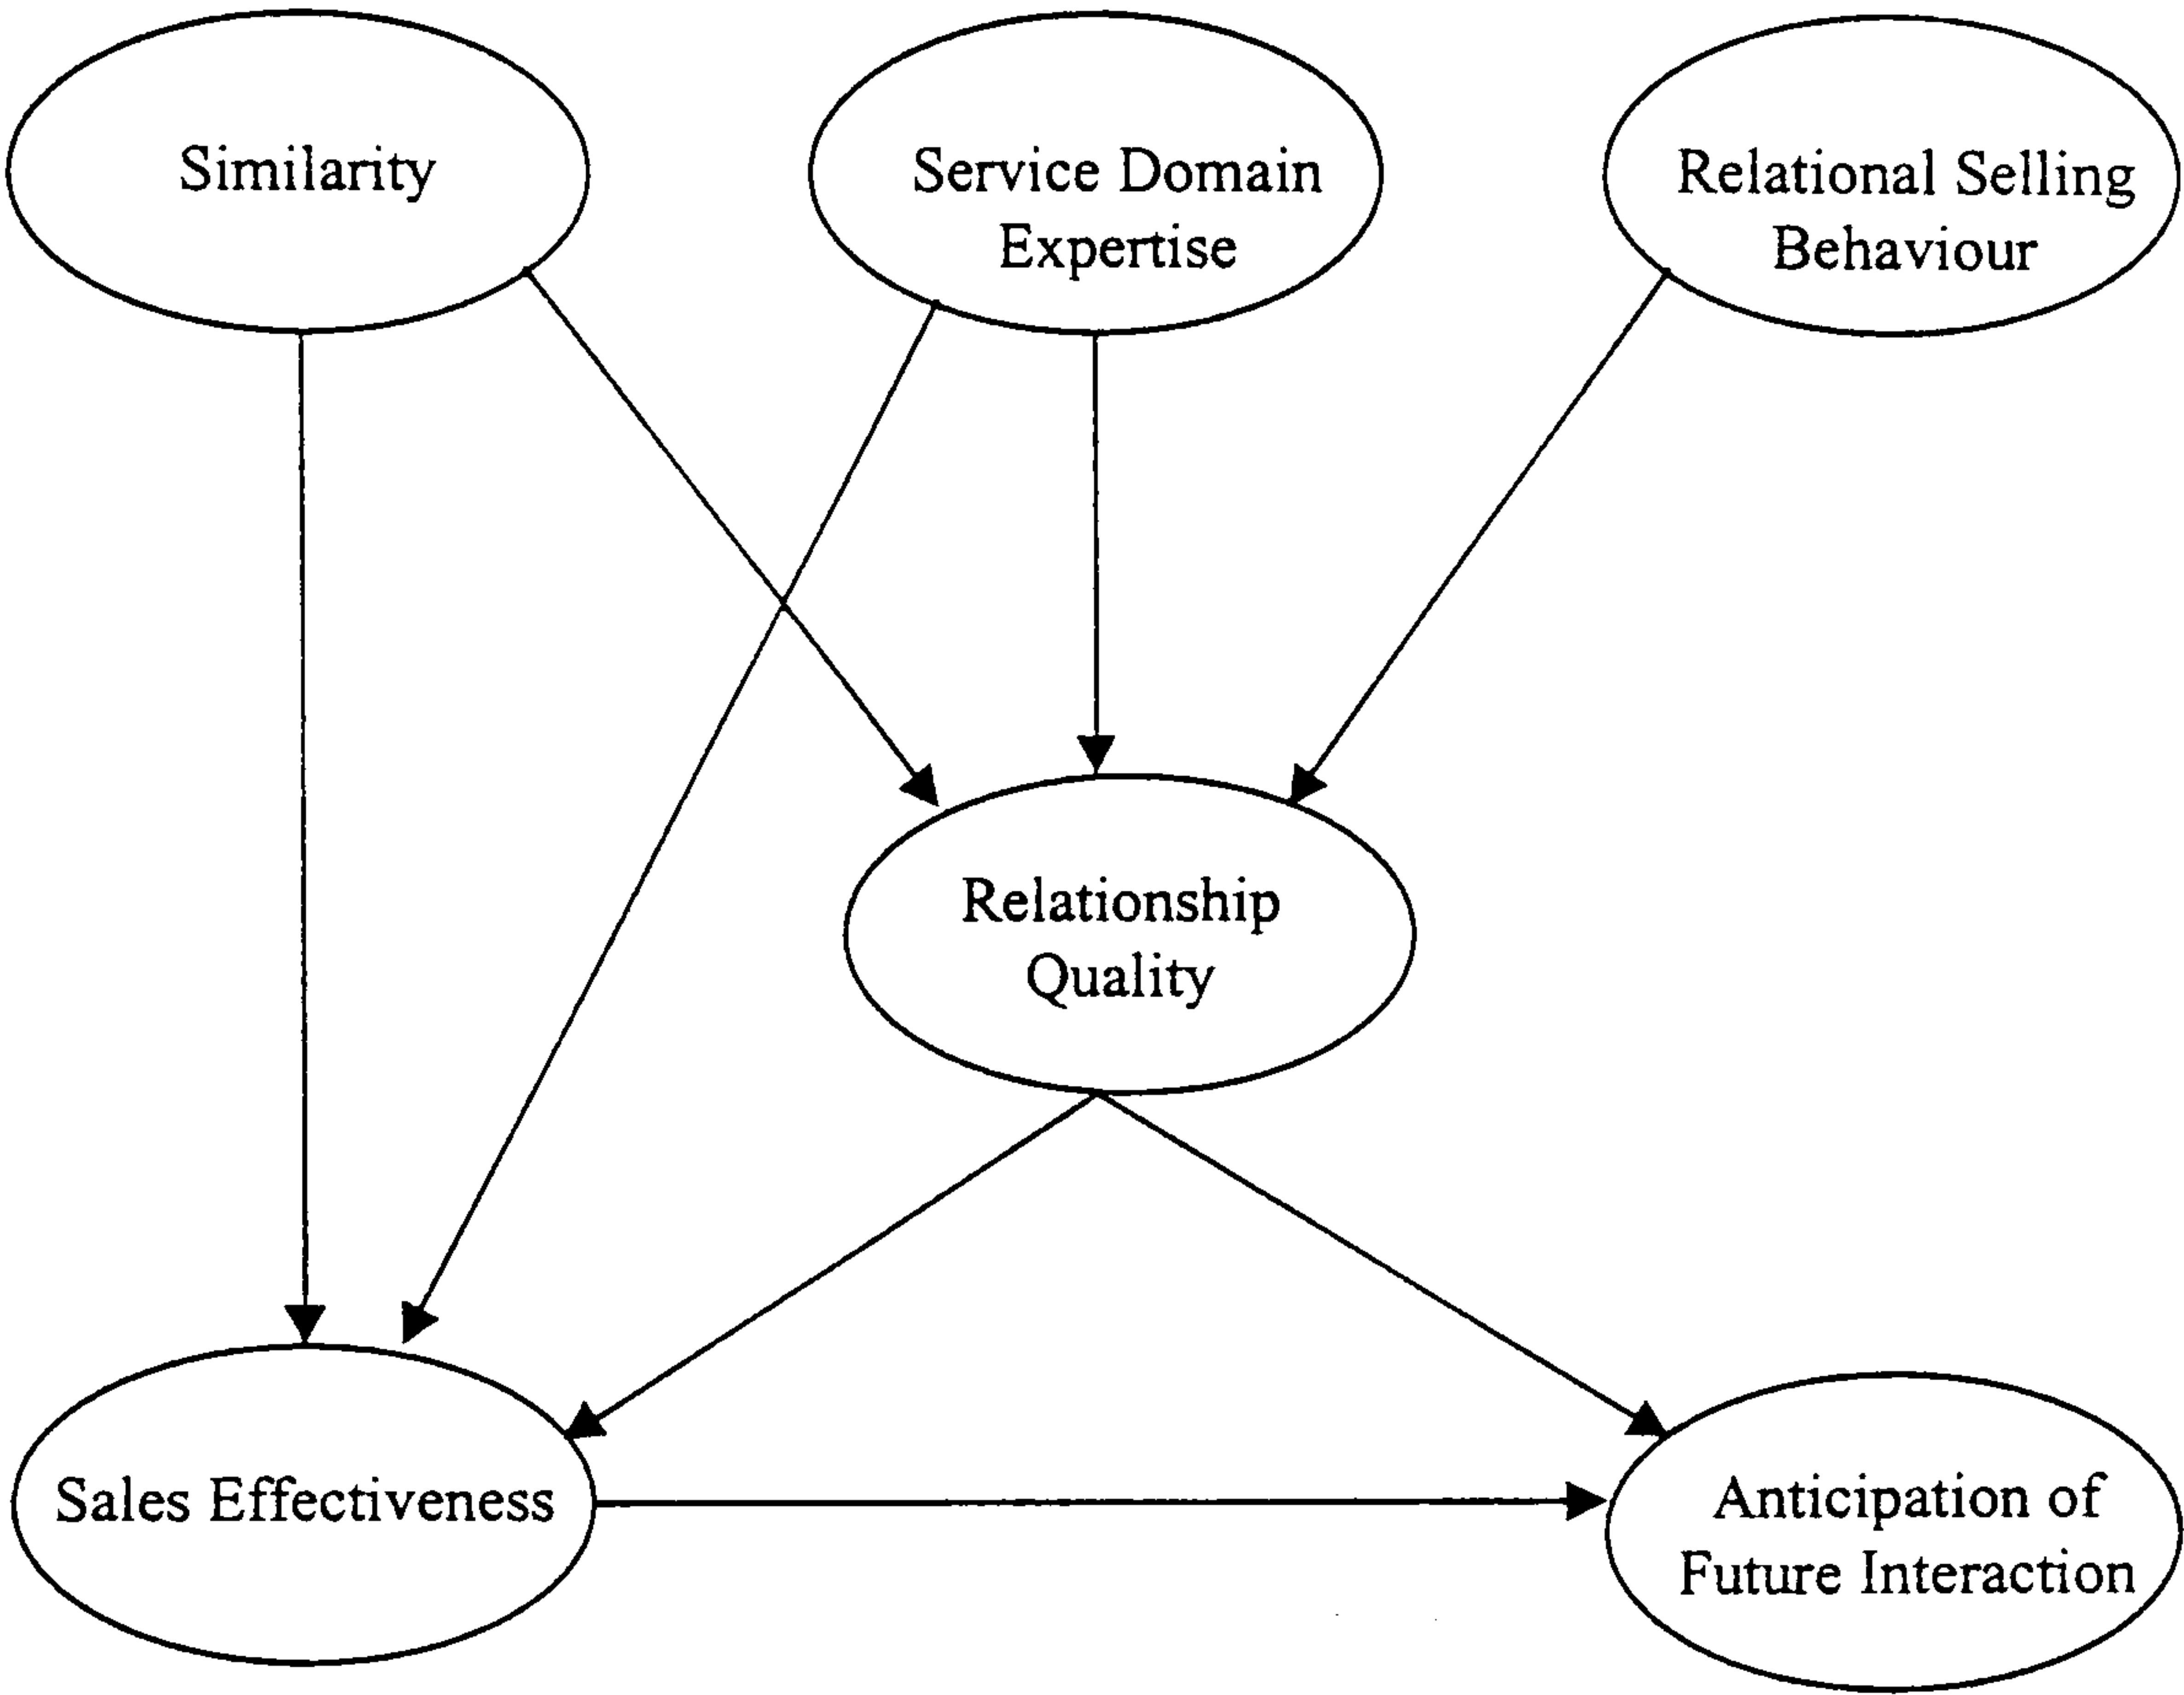 Similarity
Service Domain
Expertise
Relational Selling
Behaviour
Relationship
Quality
Sales Effectiveness
Anticipation of
Future Interaction